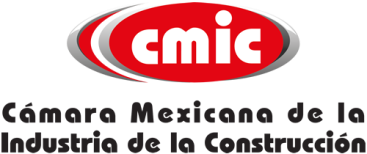 cmic
Cámara Mexicana de la
Industria de la Construcción